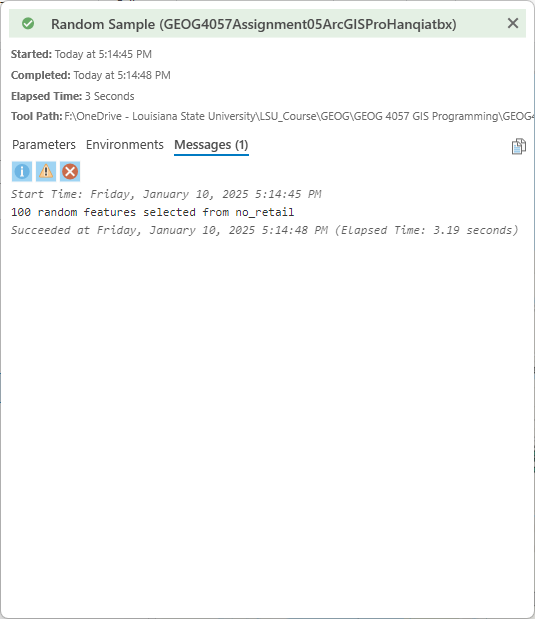 Random Sample (GEOG4057Assignment05ArcGISProHanqiatbx)
Started: Today at 5:14:45 PM
Completed: Today at 5:14:48 PM
Elapsed Time: 3 Seconds
Tool Path: F:\OneDrive - Louisiana State University\LSU_Course\GEOG\GEOG 4057 GIS Programming\GEOG4
Parameters Environments Messages (1)
Start Time: Friday, January 10, 2025 5:14:45 PM
100 random features selected from no_retail
Succeeded at Friday, January 10, 2025 5:14:48 PM (Elapsed Time: 3.19 seconds)